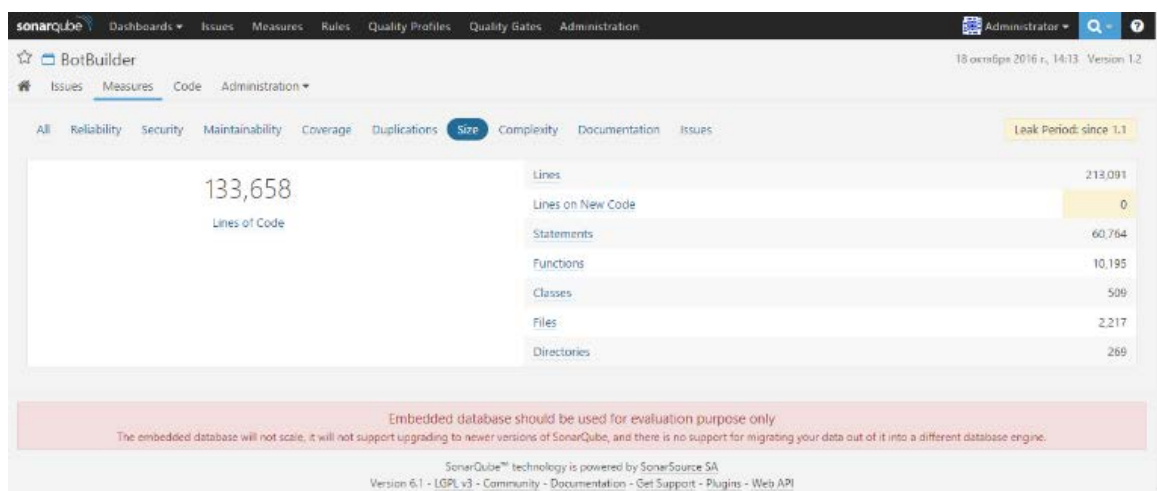 sonarqube Dashboards Issues Measures Rules Quality Profiles Quality Gates Administration Administrator
BotBuilder 18 октября 2016 г., 14:13 Version 1.2
Issues Measures Code Administration
All Reliability Security Maintainability Coverage Duplications Size Complexity Documentation Issues Leak Period: since 1.1
133,658
Lines of Code
Lines 213,091
Lines on New Code 0
Statements 60,764
Functions 10,195
Classes 509
Files 2,217
Directories 269
Embedded database should be used for evaluation purpose only
The embedded database will not scale, it will not support upgrading to newer versions of SonarQube, and there is no support for migrating your data out of it into a different database engine.
SonarQube™ technology is powered by SonarSource SA
Version 6.1 - LGPL v3 - Community - Documentation - Get Support - Plugins - Web API